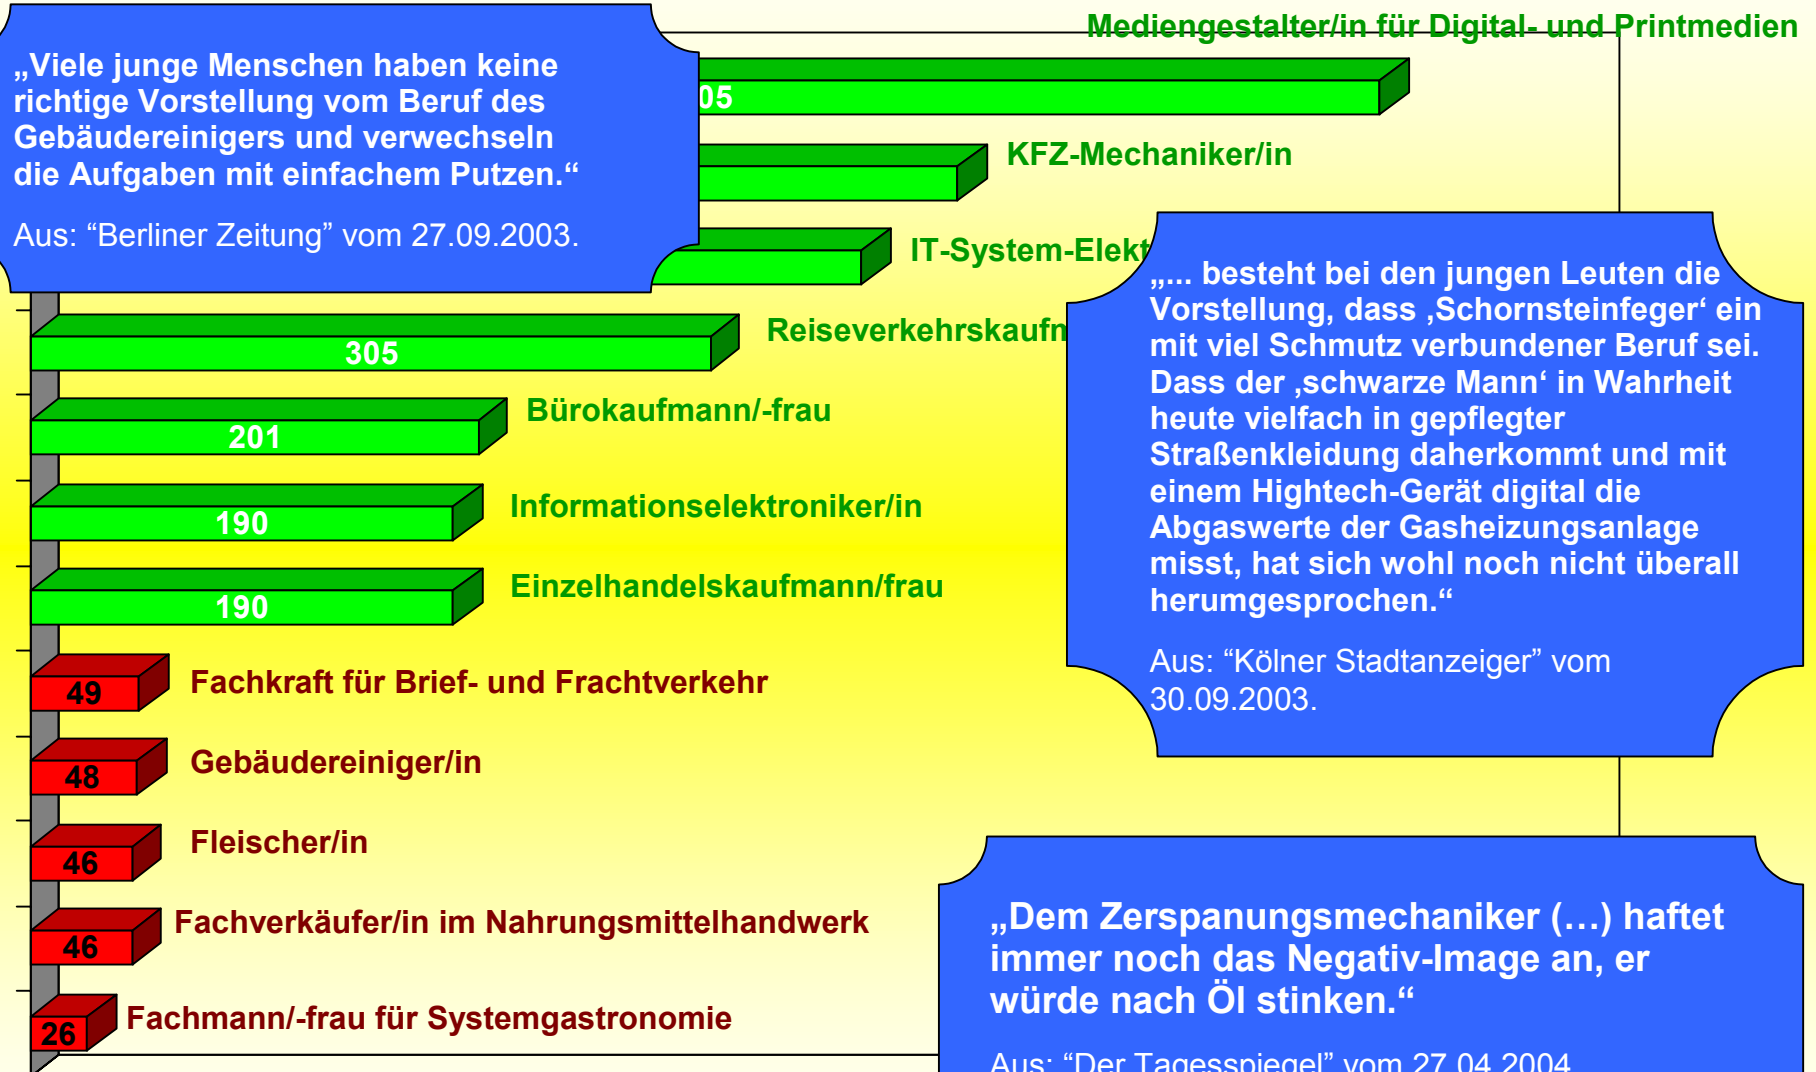 Mediengestalter/in für Digital- und Printmedien
„Viele junge Menschen haben keine
richtige Vorstellung vom Beruf des
Gebäudereinigers und verwechseln
die Aufgaben mit einfachem Putzen.“
Aus: “Berliner Zeitung” vom 27.09.2003.
05
KFZ-Mechaniker/in
IT-System-Elekt
Reiseverkehrskaufm
305
Bürokaufmann/-frau
201
Informationselektroniker/in
190
Einzelhandelskaufmann/frau
190
Fachkraft für Brief- und Frachtverkehr
49
Gebäudereiniger/in
48
Fleischer/in
46
Fachverkäufer/in im Nahrungsmittelhandwerk
46
Fachmann/-frau für Systemgastronomie
26
„... besteht bei den jungen Leuten die
Vorstellung, dass ‚Schornsteinfeger‘ ein
mit viel Schmutz verbundener Beruf sei.
Dass der ‚schwarze Mann‘ in Wahrheit
heute vielfach in gepflegter
Straßenkleidung daherkommt und mit
einem Hightech-Gerät digital die
Abgaswerte der Gasheizungsanlage
misst, hat sich wohl noch nicht überall
herumgesprochen.“
Aus: “Kölner Stadtanzeiger” vom
30.09.2003.
„Dem Zerspanungsmechaniker (…) haftet
immer noch das Negativ-Image an, er
würde nach Öl stinken.“
Aus: “Der Tagesspiegel” vom 27.04.2004